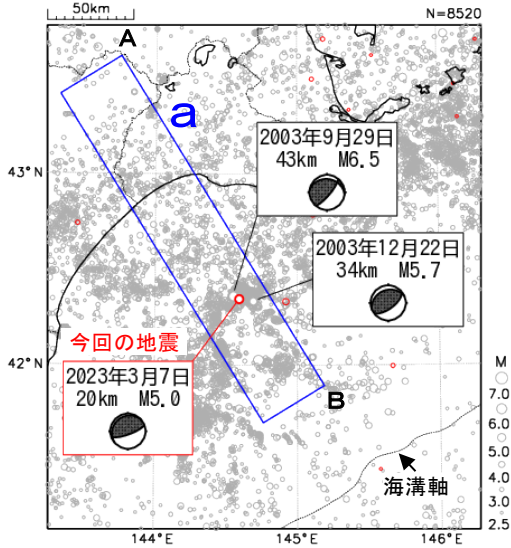 50km
N=8520
A
a
2003年9月29日
43km M6.5
43°N
2003年12月22日
34km M5.7
今回の地震
42°N
2023年3月7日
20km M5.0
B
M
7.0
6.0
5.0
4.0
3.0
2.5
海溝軸
144°E
145°E
146°E